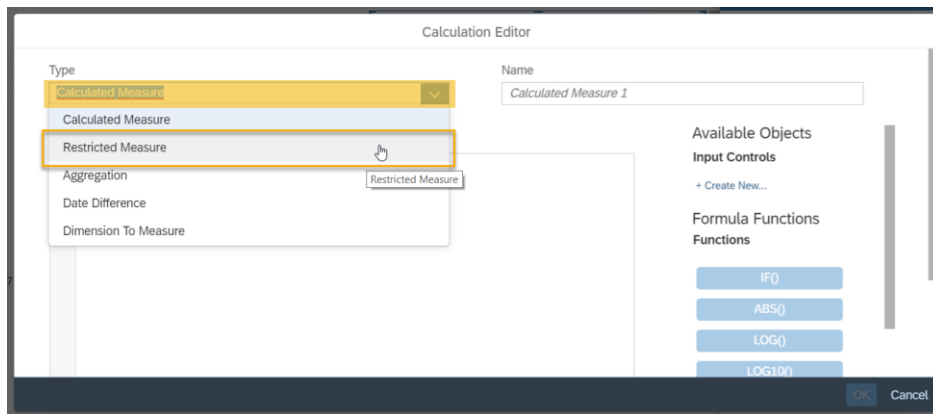 Calculation Editor
Type
Name
Calculated Measure
Calculated Measure 1
Calculated Measure
Restricted Measure
Restricted Measure
Aggregation
Date Difference
Dimension To Measure
Available Objects
Input Controls
+ Create New...
Formula Functions
Functions
IF()
ABS()
LOG()
LOG10()
7
OK
Cancel